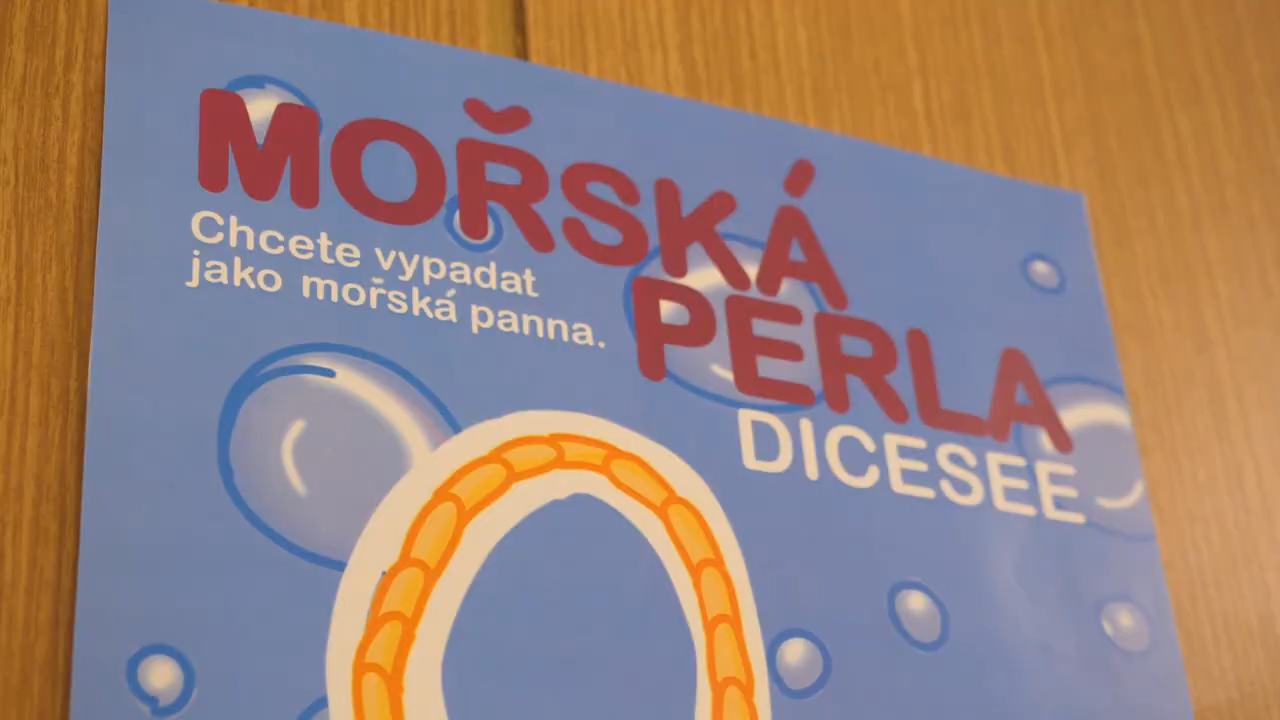 MOŘSKÁ
PERLA
Chcete vypadat
jako mořská panna.
DICESEE